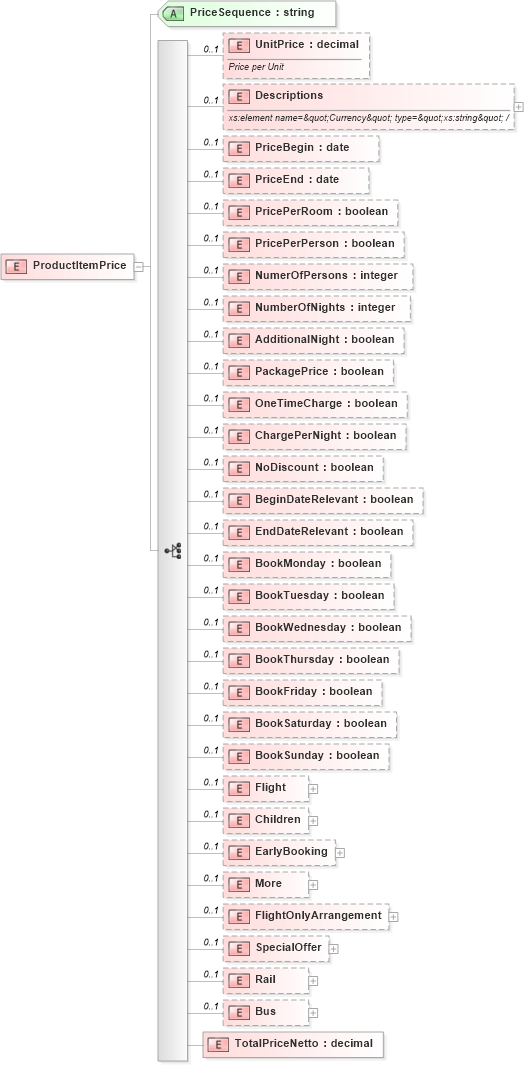 A PriceSequence : string
0..1 E UnitPrice : decimal
Price per Unit
0..1 E Descriptions
xs:element name=&quot;Currency&quot; type=&quot;xs:string&quot; /
0..1 E PriceBegin : date
0..1 E PriceEnd : date
0..1 E PricePerRoom : boolean
0..1 E PricePerPerson : boolean
E ProductItemPrice
0..1 E NumerOfPersons : integer
0..1 E NumberOfNights : integer
0..1 E AdditionalNight : boolean
0..1 E PackagePrice : boolean
0..1 E OneTimeCharge : boolean
0..1 E ChargePerNight : boolean
0..1 E NoDiscount : boolean
0..1 E BeginDateRelevant : boolean
0..1 E EndDateRelevant : boolean
0..1 E BookMonday : boolean
0..1 E BookTuesday : boolean
0..1 E BookWednesday : boolean
0..1 E BookThursday : boolean
0..1 E BookFriday : boolean
0..1 E BookSaturday : boolean
0..1 E BookSunday : boolean
0..1 E Flight
0..1 E Children
0..1 E EarlyBooking
0..1 E More
0..1 E FlightOnlyArrangement
0..1 E SpecialOffer
0..1 E Rail
0..1 E Bus
E TotalPriceNetto : decimal